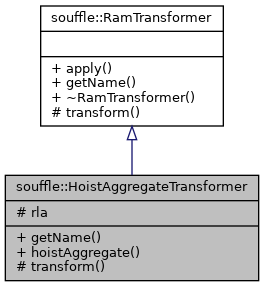 souffle::RamTransformer
+ apply()
+ getName()
+ ~RamTransformer()
# transform()
souffle::HoistAggregateTransformer
# rla
+ getName()
+ hoistAggregate()
# transform()